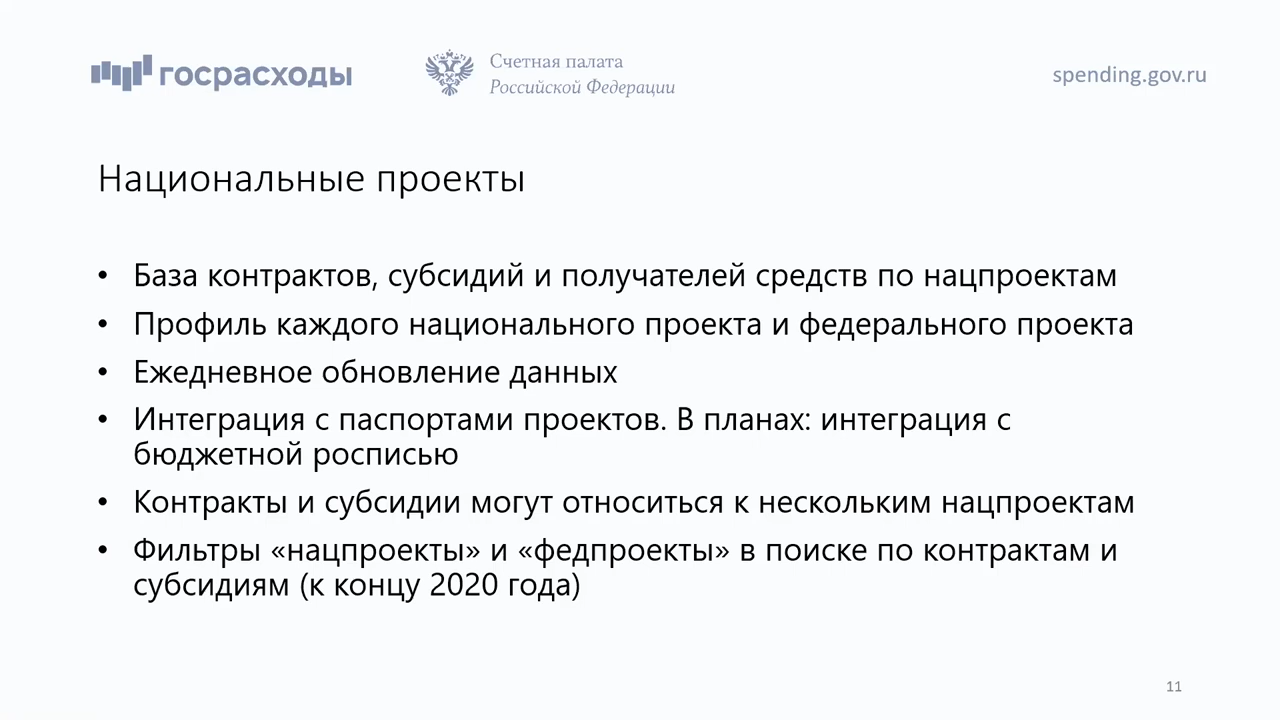 госрасходы
Счетная палата
Российской Федерации
spending.gov.ru
Национальные проекты
• База контрактов, субсидий и получателей средств по нацпроектам
• Профиль каждого национального проекта и федерального проекта
• Ежедневное обновление данных
• Интеграция с паспортами проектов. В планах: интеграция с
бюджетной росписью
• Контракты и субсидии могут относиться к нескольким нацпроектам
• Фильтры «нацпроекты» и «федпроекты» в поиске по контрактам и
субсидиям (к концу 2020 года)
11